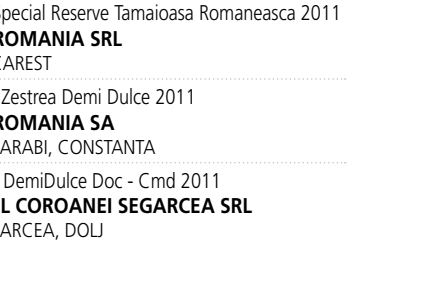 pecial Reserve Tamaioasa Romaneasca 2011
ROMANIA SRL
AREST
Zestrea Demi Dulce 2011
ROMANIA SA
ARABI, CONSTANTA
DemiDulce Doc - Cmd 2011
L COROANEI SEGARCEA SRL
ARCEA, DOLJ